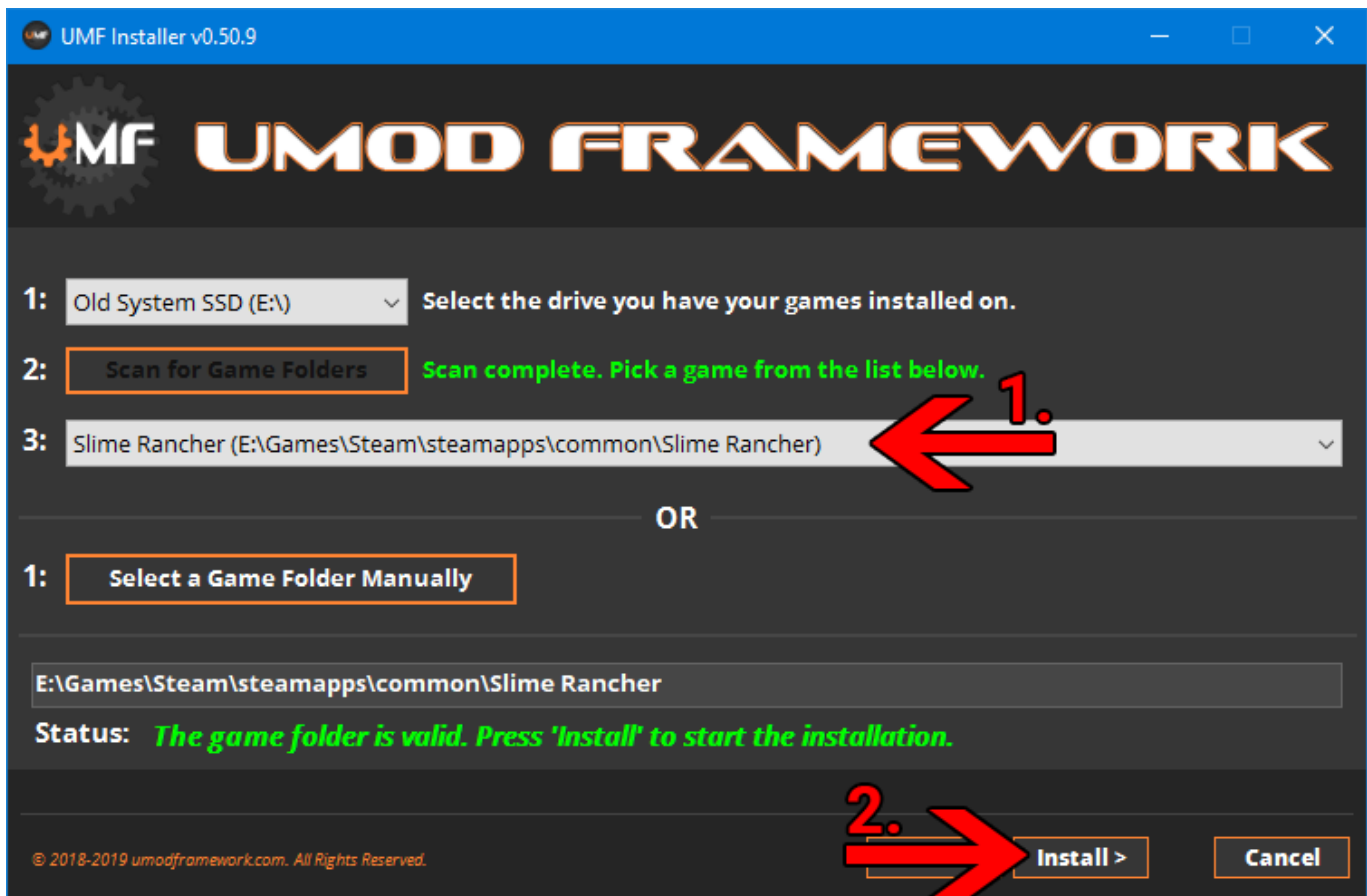 UMF Installer v0.50.9
UMF UMOD FRAMEWORK
1: Old System SSD (E:\) Select the drive you have your games installed on.
2: Scan for Game Folders Scan complete. Pick a game from the list below.
1.
3: Slime Rancher (E:\Games\Steam\steamapps\common\Slime Rancher)
OR
1: Select a Game Folder Manually
E:\Games\Steam\steamapps\common\Slime Rancher
Status: The game folder is valid. Press 'Install' to start the installation.
2.
© 2018-2019 umodframework.com. All Rights Reserved. Install > Cancel